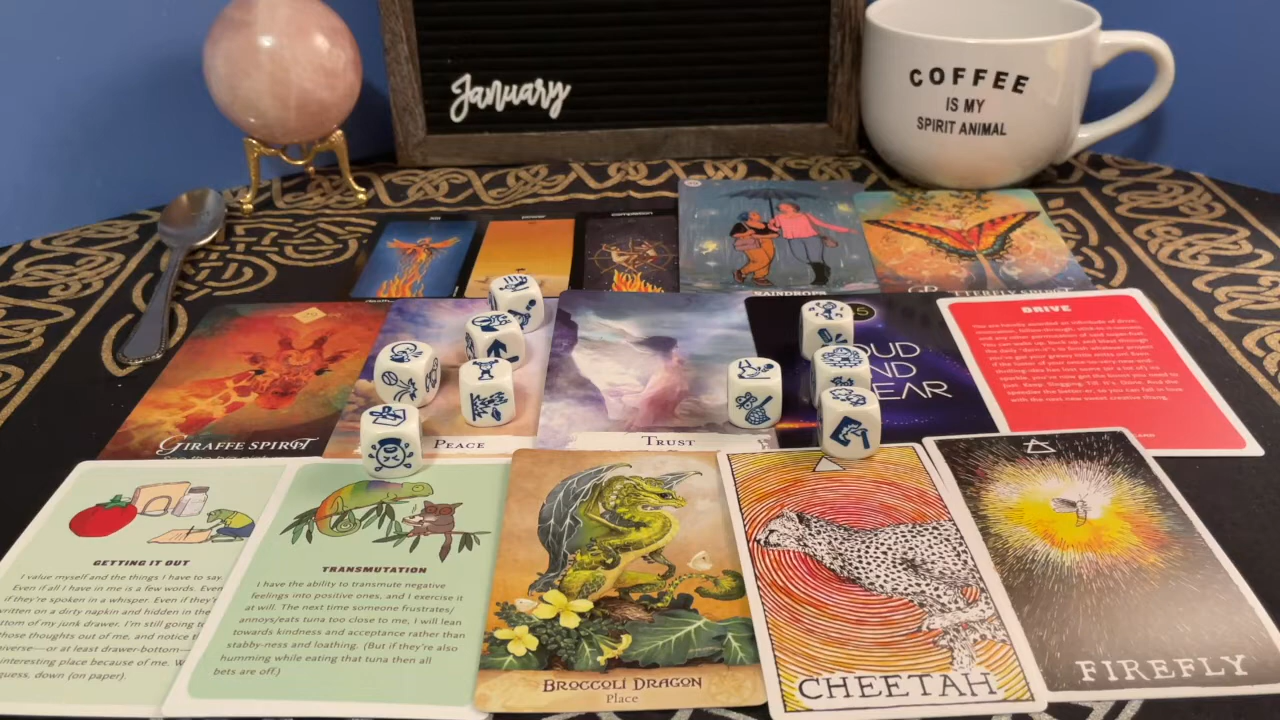 January
COFFEE
IS MY
SPIRIT ANIMAL
power
completion
RAINDROPS
GIRAFFE SPIRIT
PEACE
TRUST
5
OUD
ND
EAR
DRIVE
GETTING IT OUT
I value myself and the things I have to say.
Even if all I have in me is a few words. Even
if they're spoken in a whisper. Even if they're
written on a dirty napkin and hidden in the
bottom of my junk drawer. I'm still going to
those thoughts out of me, and notice
or at least drawer-bottom—
interesting place because of me. W
down (on paper).
TRANSMUTATION
I have the ability to transmute negative
feelings into positive ones, and I exercise it
at will. The next time someone frustrates/
annoys/eats tuna too close to me, I will lean
towards kindness and acceptance rather than
stabby-ness and loathing. (But if they're also
humming while eating that tuna then all
bets are off.)
BROCCOLI DRAGON
Place
CHEETAH
FIREFLY